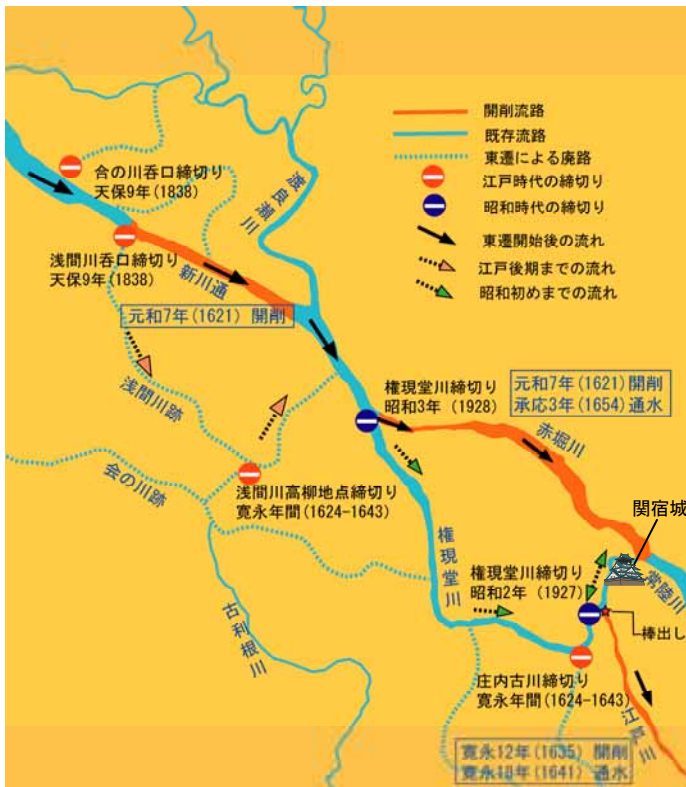 開削流路
既存流路
東遷による廃路
江戸時代の締切り
昭和時代の締切り
東遷開始後の流れ
江戸後期までの流れ
昭和初めまでの流れ
渡良瀬川
合の川呑口締切り
天保9年(1838)
浅間川呑口締切り
天保9年(1838)
新川通
元和7年(1621) 開削
権現堂川締切り
昭和3年 (1928)
元和7年(1621)開削
承応3年(1654)通水
赤堀川
浅間川跡
会の川跡
浅間川高柳地点締切り
寛永年間(1624-1643)
関宿城
権現堂川
権現堂川締切り
昭和2年 (1927)
常陸川
棒出し
古利根川
庄内古川締切り
寛永年間(1624-1643)
江戸川
寛永12年(1635) 開削
寛永18年(1641) 通水